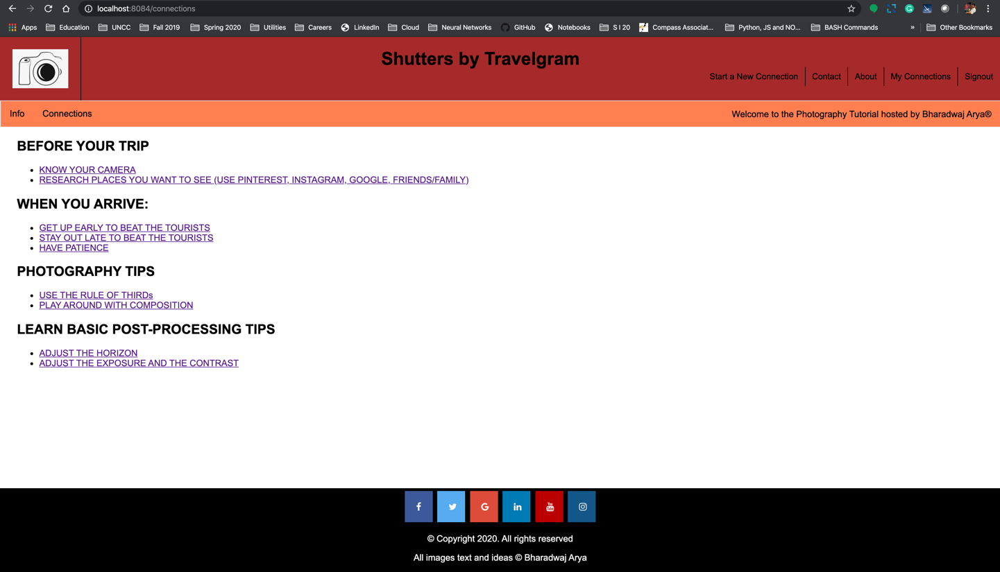 localhost:8084/connections
Apps Education UNCC Fall 2019 Spring 2020 Utilities Careers LinkedIn Cloud Neural Networks GitHub Notebooks S I 20 Compass Associat... Python, JS and NO... BASH Commands » Other Bookmarks
Shutters by Travelgram
Start a New Connection Contact About My Connections Signout
Info Connections Welcome to the Photography Tutorial hosted by Bharadwaj Arya®
BEFORE YOUR TRIP
• KNOW YOUR CAMERA
• RESEARCH PLACES YOU WANT TO SEE (USE PINTEREST, INSTAGRAM, GOOGLE, FRIENDS/FAMILY)
WHEN YOU ARRIVE:
• GET UP EARLY TO BEAT THE TOURISTS
• STAY OUT LATE TO BEAT THE TOURISTS
• HAVE PATIENCE
PHOTOGRAPHY TIPS
• USE THE RULE OF THIRDs
• PLAY AROUND WITH COMPOSITION
LEARN BASIC POST-PROCESSING TIPS
• ADJUST THE HORIZON
• ADJUST THE EXPOSURE AND THE CONTRAST
f G in You Tube
© Copyright 2020. All rights reserved
All images text and ideas © Bharadwaj Arya